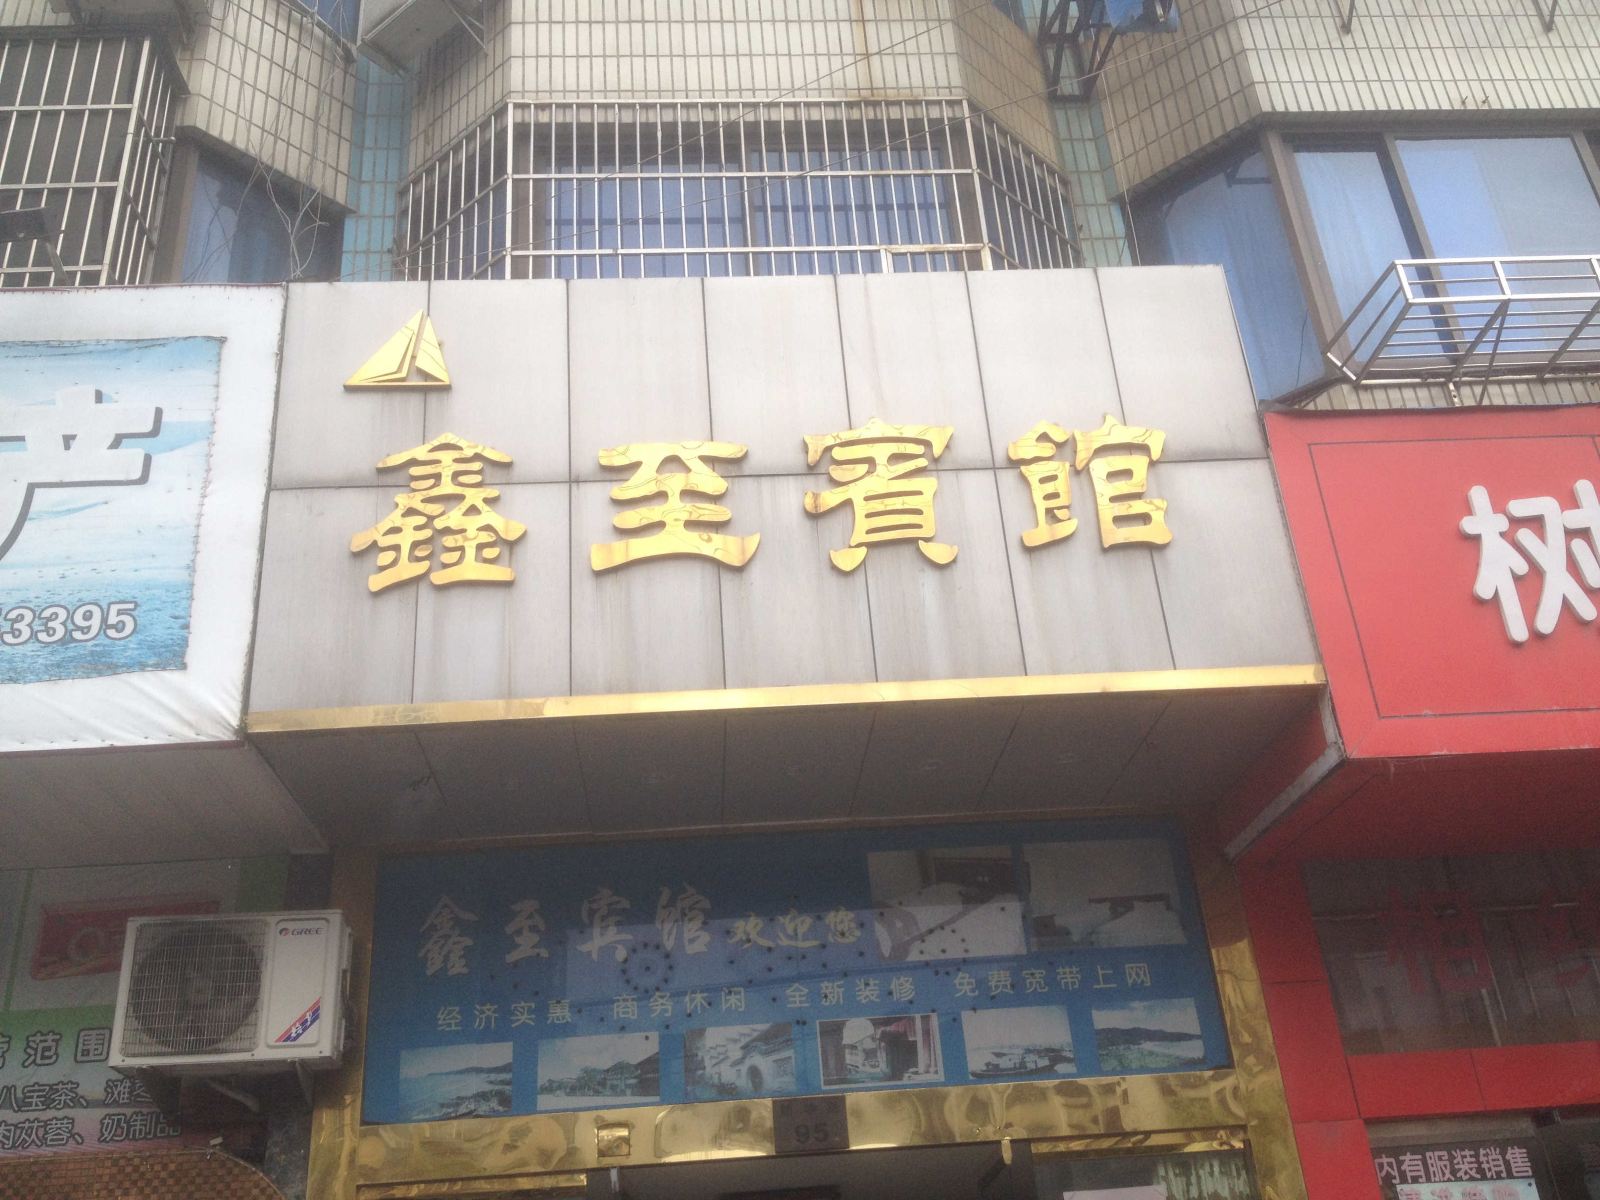 产
3395
鑫至賓館
树
GREE
鑫至宾馆 欢迎您
经济实惠 商务休闲 全新装修 免费宽带上网
范围
八宝茶、滩
肉苁蓉、奶制品
95
内有服装销售